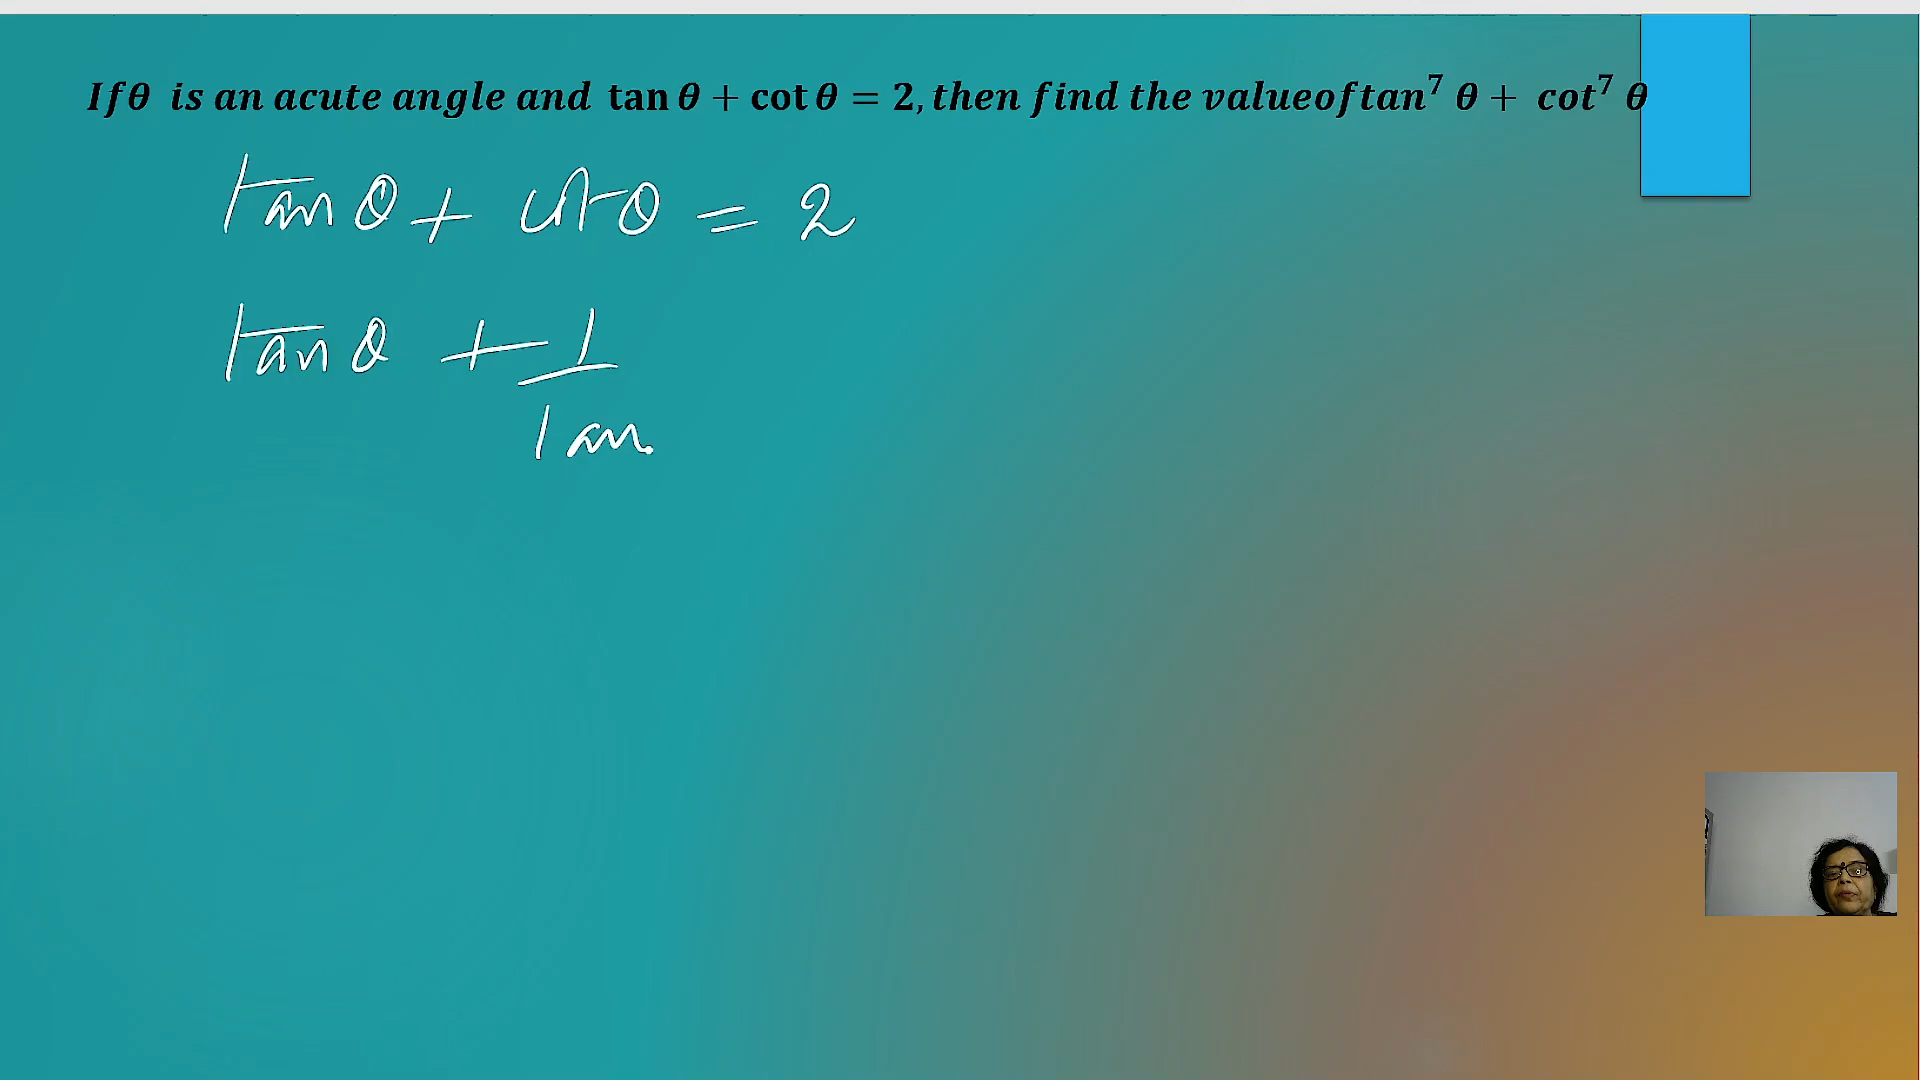 If θ is an acute angle and tan θ + cot θ = 2, then find the valueoftan⁷ θ + cot⁷ θ
tan θ + cot θ = 2
tan θ + 1
tan